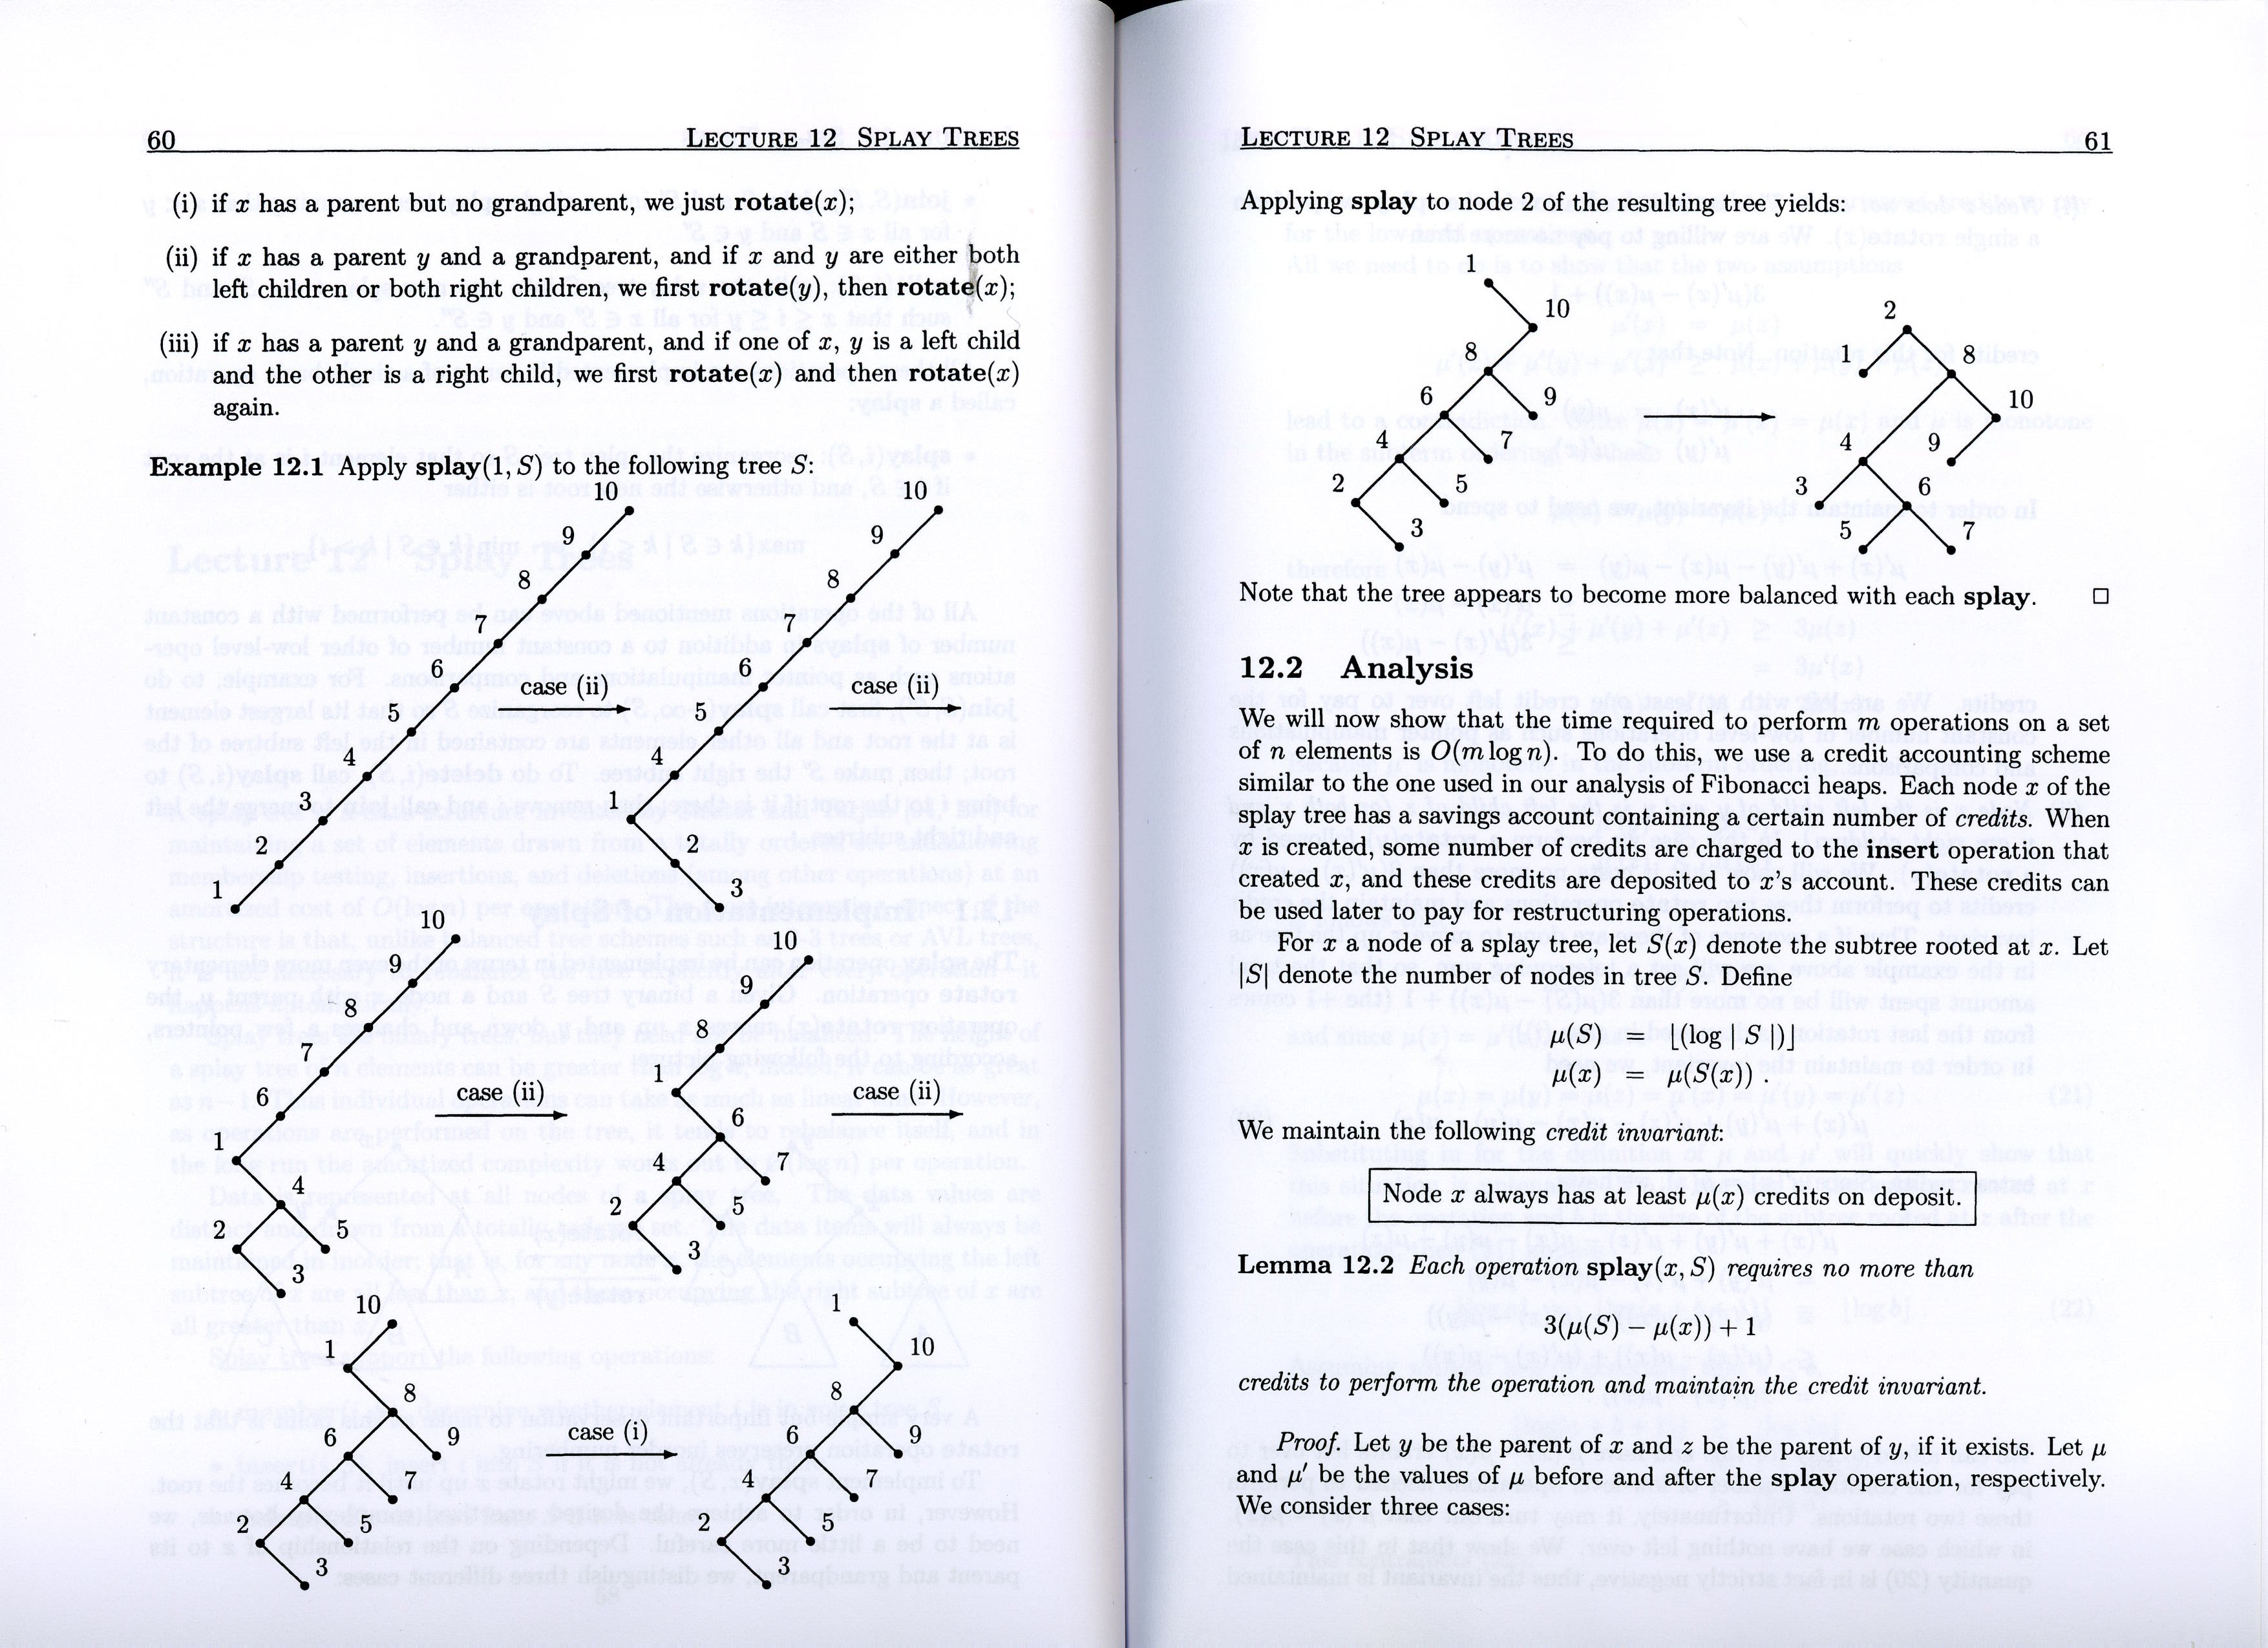 60 LECTURE 12 SPLAY TREES
(i) if x has a parent but no grandparent, we just rotate(x);
(ii) if x has a parent y and a grandparent, and if x and y are either both
left children or both right children, we first rotate(y), then rotate(x);
(iii) if x has a parent y and a grandparent, and if one of x, y is a left child
and the other is a right child, we first rotate(x) and then rotate(x)
again.
Example 12.1 Apply splay(1, S) to the following tree S:
10
9
8
7
6
5
4
3
2
1
case (ii)
10
9
8
7
6
5
4
1
2
3
case (ii)
10
9
8
7
6
1
4
2
5
3
case (ii)
10
9
8
1
6
4
7
2
5
3
case (ii)
10
1
8
6
9
4
7
2
5
3
case (i)
1
10
8
6
9
4
7
2
5
3
LECTURE 12 SPLAY TREES 61
Applying splay to node 2 of the resulting tree yields:
1
10
8
6
9
4
7
2
5
3
2
1
8
10
4
9
3
6
5
7
Note that the tree appears to become more balanced with each splay. □
12.2 Analysis
We will now show that the time required to perform m operations on a set
of n elements is O(m log n). To do this, we use a credit accounting scheme
similar to the one used in our analysis of Fibonacci heaps. Each node x of the
splay tree has a savings account containing a certain number of credits. When
x is created, some number of credits are charged to the insert operation that
created x, and these credits are deposited to x's account. These credits can
be used later to pay for restructuring operations.
For x a node of a splay tree, let S(x) denote the subtree rooted at x. Let
|S| denote the number of nodes in tree S. Define
μ(S) = ⌊(log | S |)⌋
μ(x) = μ(S(x)) .
We maintain the following credit invariant:
Node x always has at least μ(x) credits on deposit.
Lemma 12.2 Each operation splay(x, S) requires no more than
3(μ(S) − μ(x)) + 1
credits to perform the operation and maintain the credit invariant.
Proof. Let y be the parent of x and z be the parent of y, if it exists. Let μ
and μ′ be the values of μ before and after the splay operation, respectively.
We consider three cases: